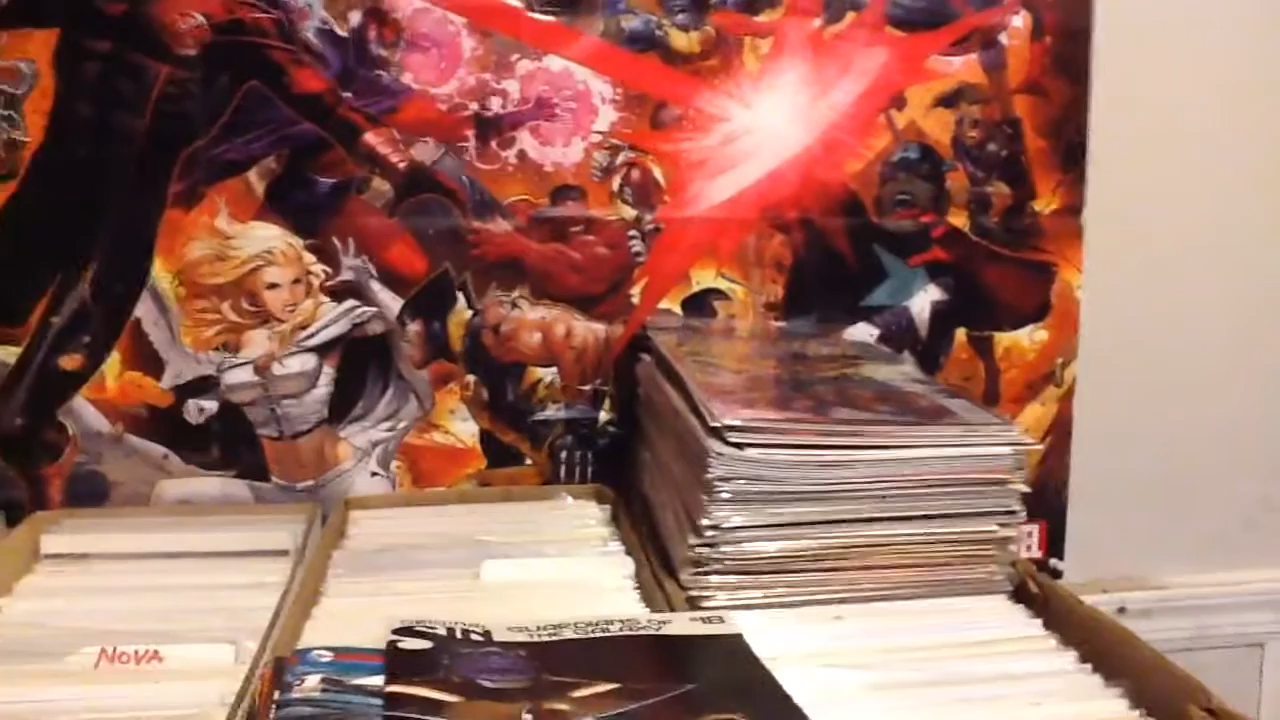 NOVA
ORIGINAL
SIN
GUARDIANS OF
THE GALAXY
#18